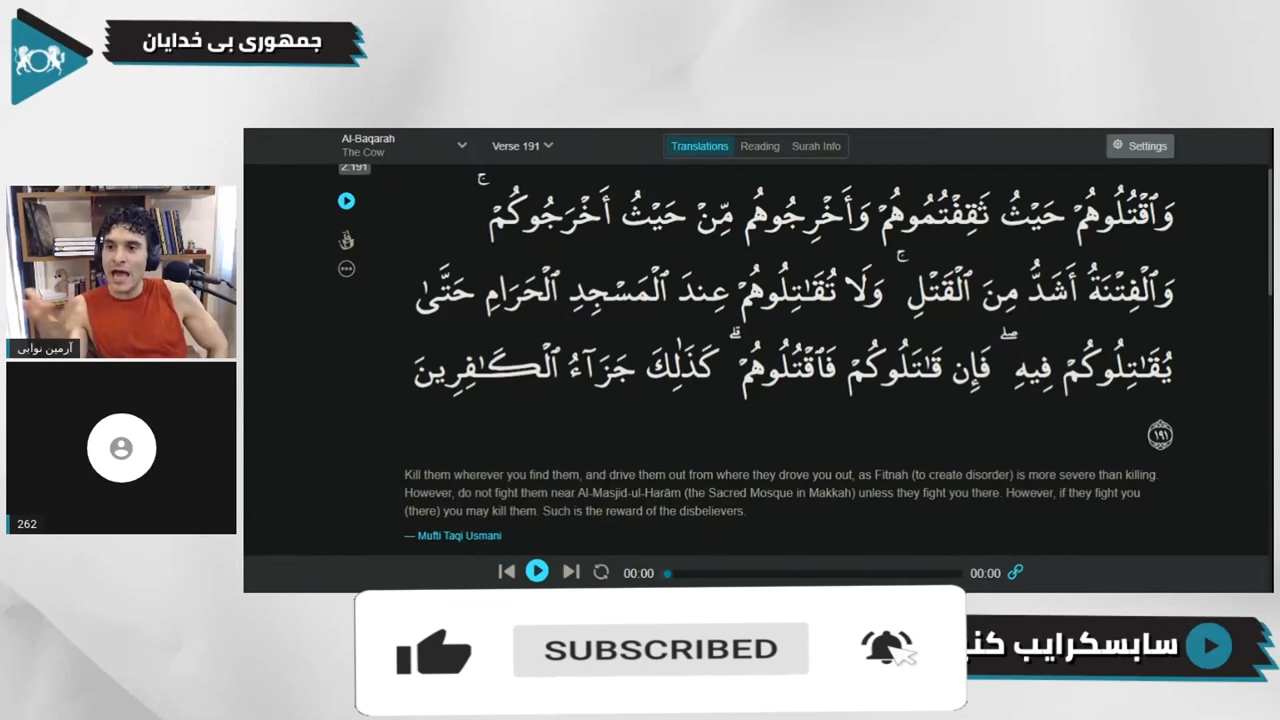 جمهوری بی خدایان
Al-Baqarah
The Cow
Verse 191
Translations
Reading
Surah Info
Settings
2:191
وَٱقْتُلُوهُمْ حَيْثُ ثَقِفْتُمُوهُمْ وَأَخْرِجُوهُم مِّنْ حَيْثُ أَخْرَجُوكُمْ ۚ
وَٱلْفِتْنَةُ أَشَدُّ مِنَ ٱلْقَتْلِ ۚ وَلَا تُقَـٰتِلُوهُمْ عِندَ ٱلْمَسْجِدِ ٱلْحَرَامِ حَتَّىٰ
يُقَـٰتِلُوكُمْ فِيهِ ۖ فَإِن قَـٰتَلُوكُمْ فَٱقْتُلُوهُمْ ۗ كَذَٰلِكَ جَزَآءُ ٱلْكَـٰفِرِينَ
١٩١
Kill them wherever you find them, and drive them out from where they drove you out, as Fitnah (to create disorder) is more severe than killing.
However, do not fight them near Al-Masjid-ul-Harām (the Sacred Mosque in Makkah) unless they fight you there. However, if they fight you
(there) you may kill them. Such is the reward of the disbelievers.
— Mufti Taqi Usmani
00:00
00:00
آرمین نوابی
262
SUBSCRIBED
سابسکرایب کنی